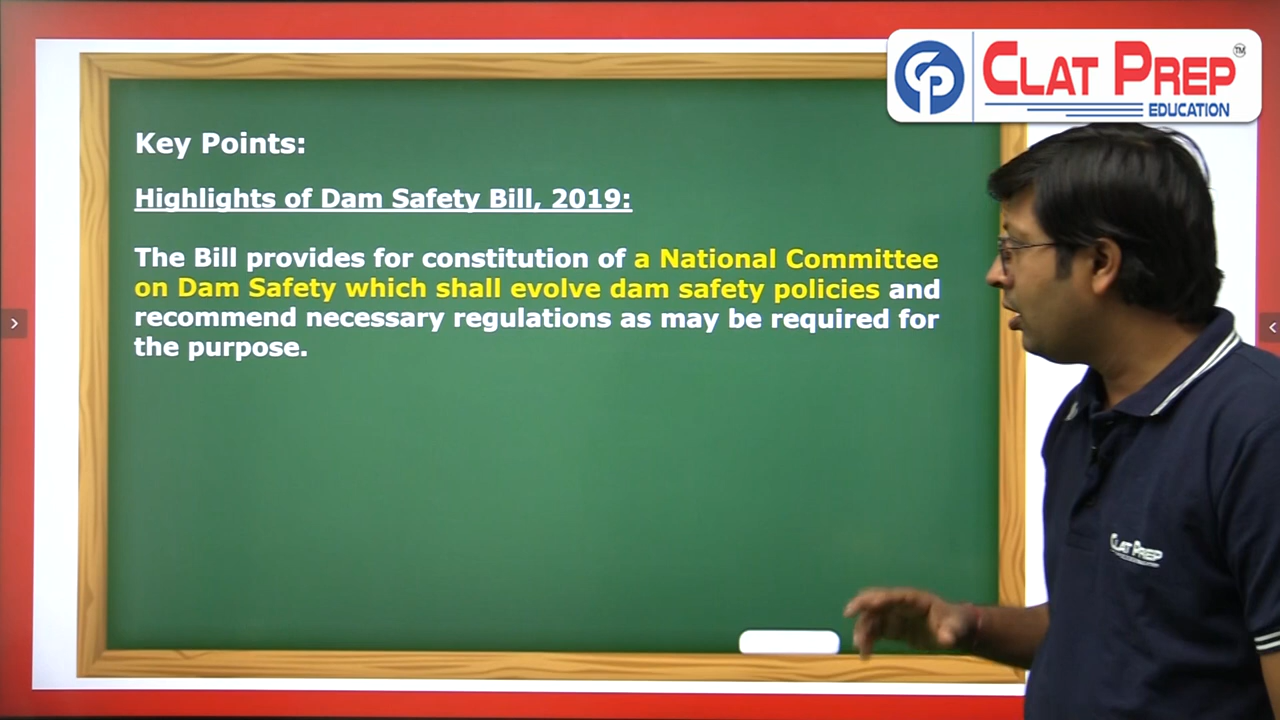 CLAT PREP TM
EDUCATION
Key Points:
Highlights of Dam Safety Bill, 2019:
The Bill provides for constitution of a National Committee
on Dam Safety which shall evolve dam safety policies and
recommend necessary regulations as may be required for
the purpose.
CLAT PREP